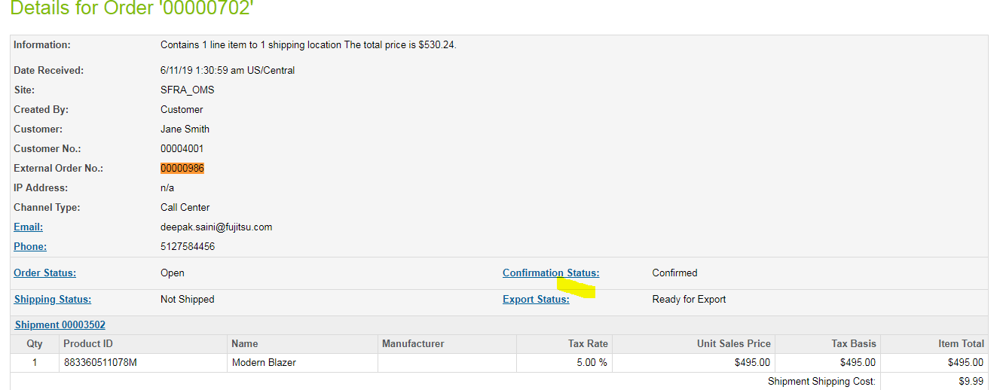 Details for Order '00000702'
Information: Contains 1 line item to 1 shipping location The total price is $530.24.
Date Received: 6/11/19 1:30:59 am US/Central
Site: SFRA_OMS
Created By: Customer
Customer: Jane Smith
Customer No.: 00004001
External Order No.: 00000986
IP Address: n/a
Channel Type: Call Center
Email: deepak.saini@fujitsu.com
Phone: 5127584456
Order Status: Open Confirmation Status: Confirmed
Shipping Status: Not Shipped Export Status: Ready for Export
Shipment 00003502
Qty Product ID Name Manufacturer Tax Rate Unit Sales Price Tax Basis Item Total
1 883360511078M Modern Blazer 5.00 % $495.00 $495.00 $495.00
Shipment Shipping Cost: $9.99